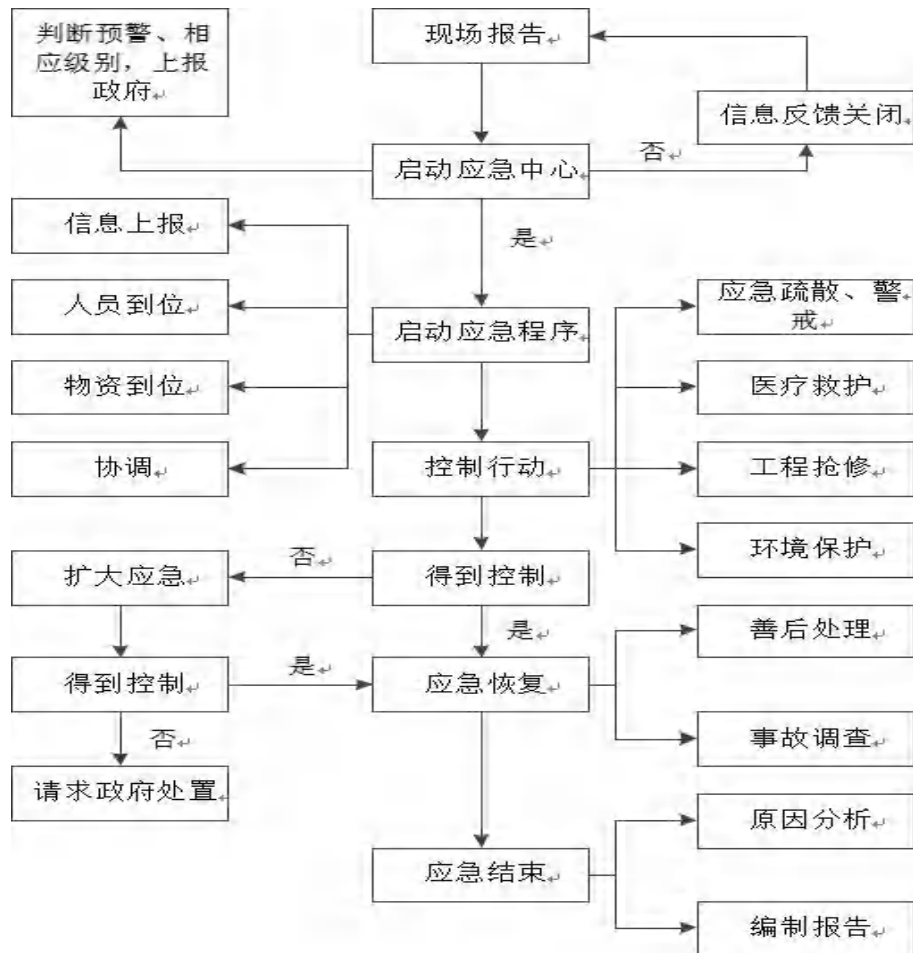 判断预警、相
应级别，上报
政府
现场报告
信息反馈关闭
启动应急中心
否
信息上报
是
人员到位
启动应急程序
应急疏散、警
戒
物资到位
医疗救护
协调
控制行动
工程抢修
环境保护
扩大应急
否
得到控制
是
善后处理
得到控制
是
应急恢复
否
事故调查
请求政府处置
原因分析
应急结束
编制报告